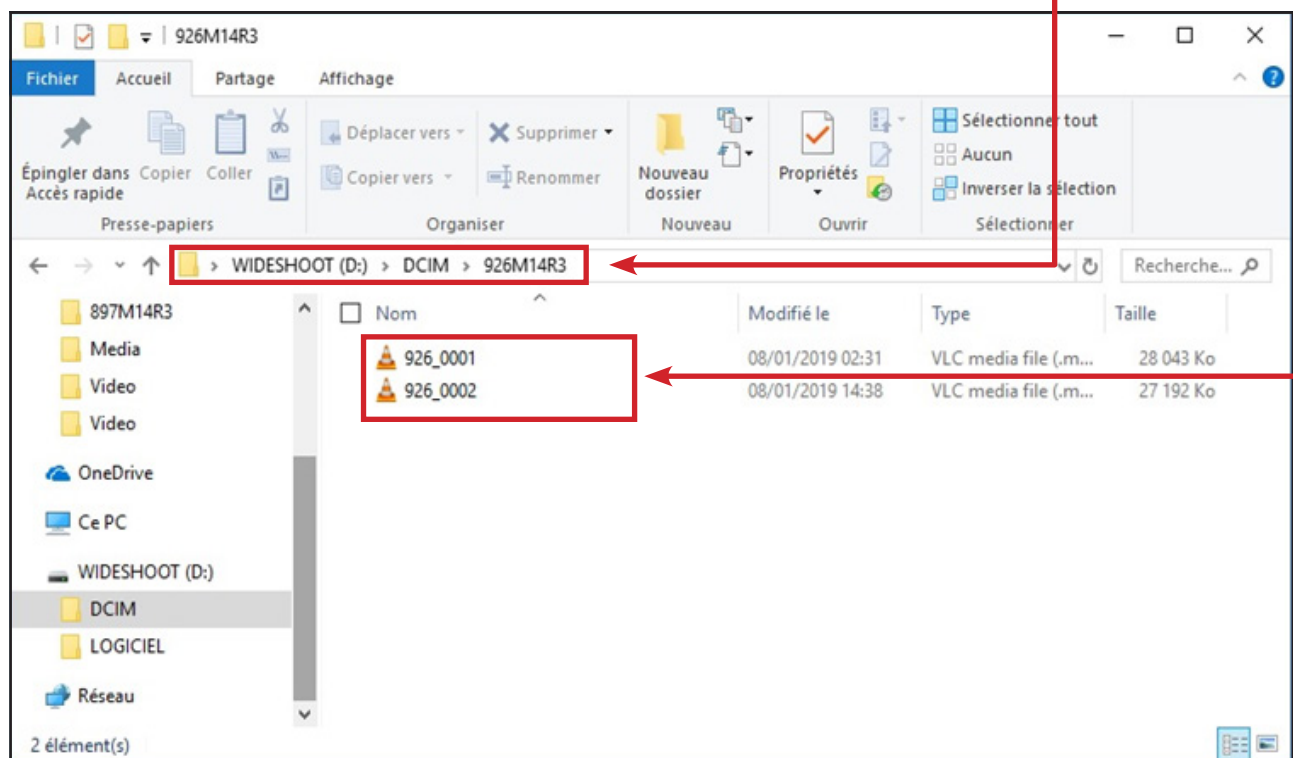 926M14R3
Fichier Accueil Partage Affichage
Épingler dans Accès rapide
Copier
Coller
Presse-papiers
Déplacer vers
Copier vers
Supprimer
Renommer
Organiser
Nouveau dossier
Nouveau
Propriétés
Ouvrir
Sélectionner tout
Aucun
Inverser la sélection
Sélectionner
> WIDESHOOT (D:) > DCIM > 926M14R3
Recherche...
897M14R3
Media
Video
Video
OneDrive
Ce PC
WIDESHOOT (D:)
DCIM
LOGICIEL
Réseau
Nom Modifié le Type Taille
926_0001 08/01/2019 02:31 VLC media file (.m... 28 043 Ko
926_0002 08/01/2019 14:38 VLC media file (.m... 27 192 Ko
2 élément(s)